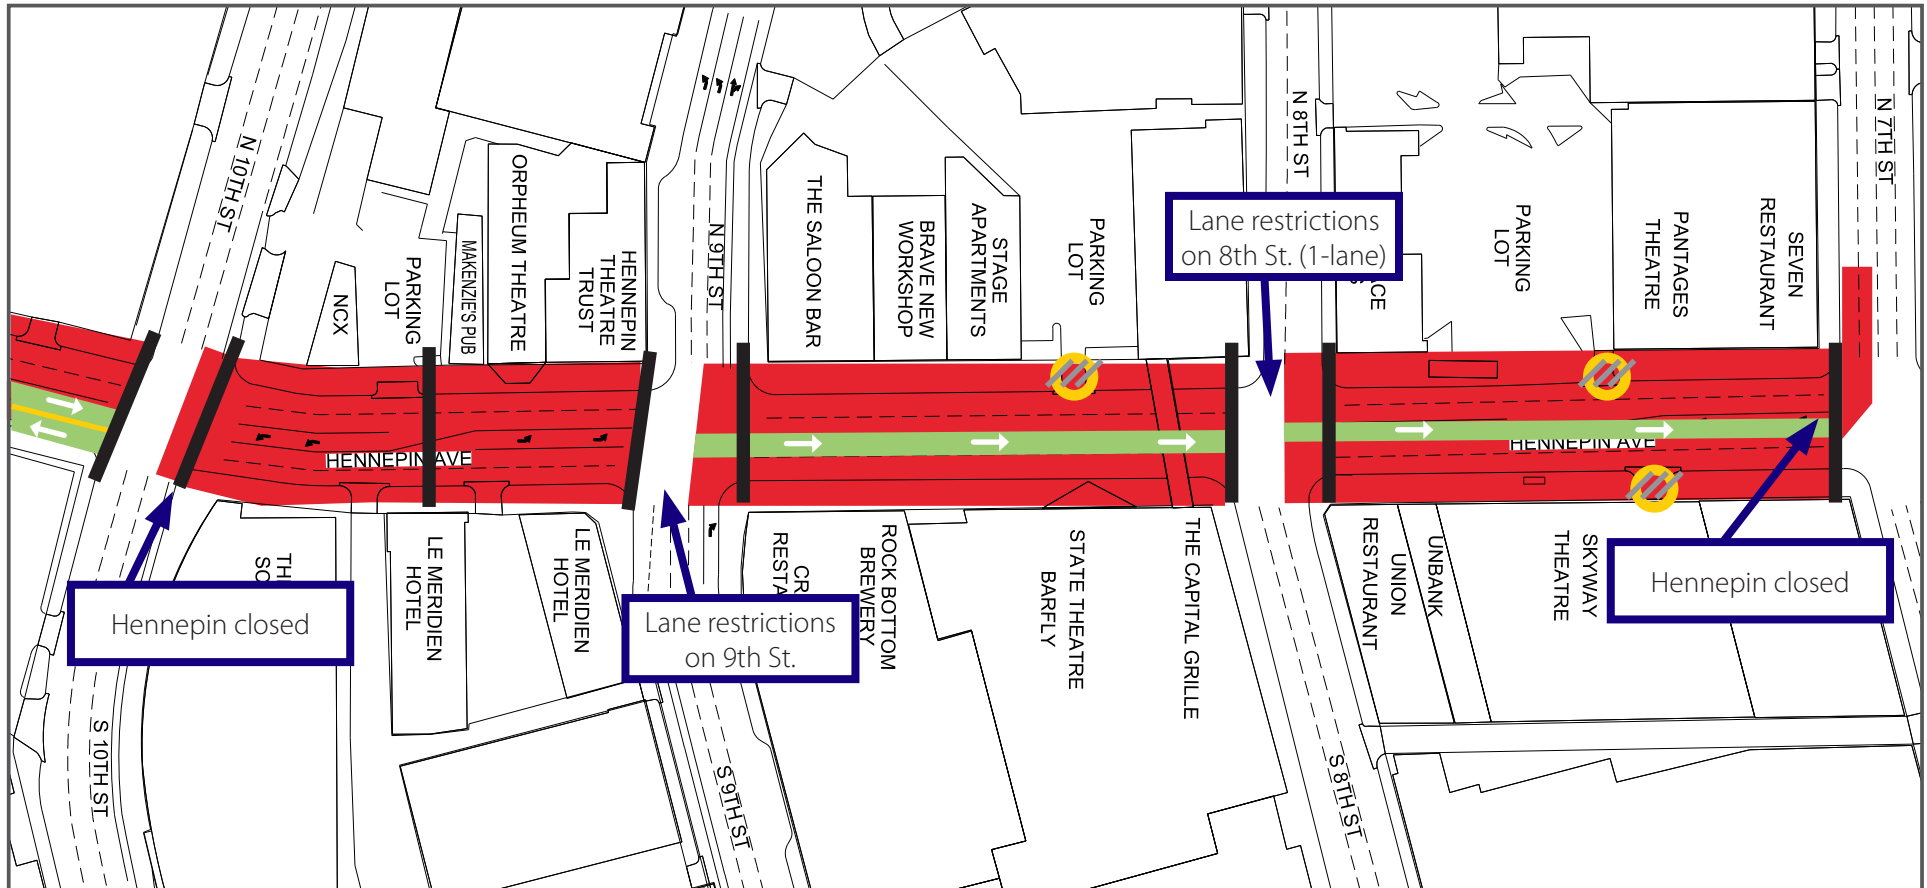 N 10TH ST
N 9TH ST
N 8TH ST
N 7TH ST
NCX
PARKING
LOT
MAKENZIE'S PUB
ORPHEUM THEATRE
HENNEPIN
THEATRE
TRUST
THE SALOON BAR
BRAVE NEW
WORKSHOP
STAGE
APARTMENTS
PARKING
LOT
Lane restrictions
on 8th St. (1-lane)
PARKING
LOT
PANTAGES
THEATRE
SEVEN
RESTAURANT
HENNEPIN AVE
HENNEPIN AVE
Hennepin closed
LE MERIDIEN
HOTEL
LE MERIDIEN
HOTEL
Lane restrictions
on 9th St.
ROCK BOTTOM
BREWERY
STATE THEATRE
BARFLY
THE CAPITAL GRILLE
UNION
RESTAURANT
UNBANK
SKYWAY
THEATRE
Hennepin closed
S 10TH ST
S 9TH ST
S 8TH ST